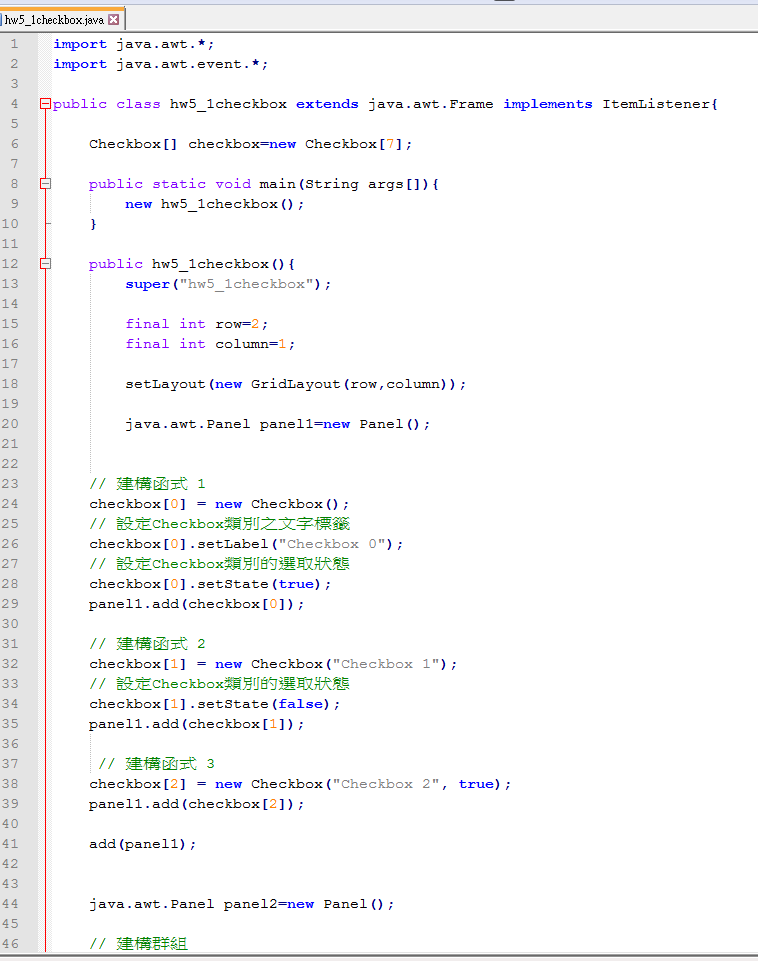 hw5_1checkbox.java
1 import java.awt.*;
2 import java.awt.event.*;
3
4 public class hw5_1checkbox extends java.awt.Frame implements ItemListener{
5
6     Checkbox[] checkbox=new Checkbox[7];
7
8     public static void main(String args[]){
9         new hw5_1checkbox();
10     }
11
12     public hw5_1checkbox(){
13         super("hw5_1checkbox");
14
15         final int row=2;
16         final int column=1;
17
18         setLayout(new GridLayout(row,column));
19
20         java.awt.Panel panel1=new Panel();
21
22
23     // 建構函式 1
24     checkbox[0] = new Checkbox();
25     // 設定Checkbox類別之文字標籤
26     checkbox[0].setLabel("Checkbox 0");
27     // 設定Checkbox類別的選取狀態
28     checkbox[0].setState(true);
29     panel1.add(checkbox[0]);
30
31     // 建構函式 2
32     checkbox[1] = new Checkbox("Checkbox 1");
33     // 設定Checkbox類別的選取狀態
34     checkbox[1].setState(false);
35     panel1.add(checkbox[1]);
36
37      // 建構函式 3
38     checkbox[2] = new Checkbox("Checkbox 2", true);
39     panel1.add(checkbox[2]);
40
41     add(panel1);
42
43
44     java.awt.Panel panel2=new Panel();
45
46     // 建構群組